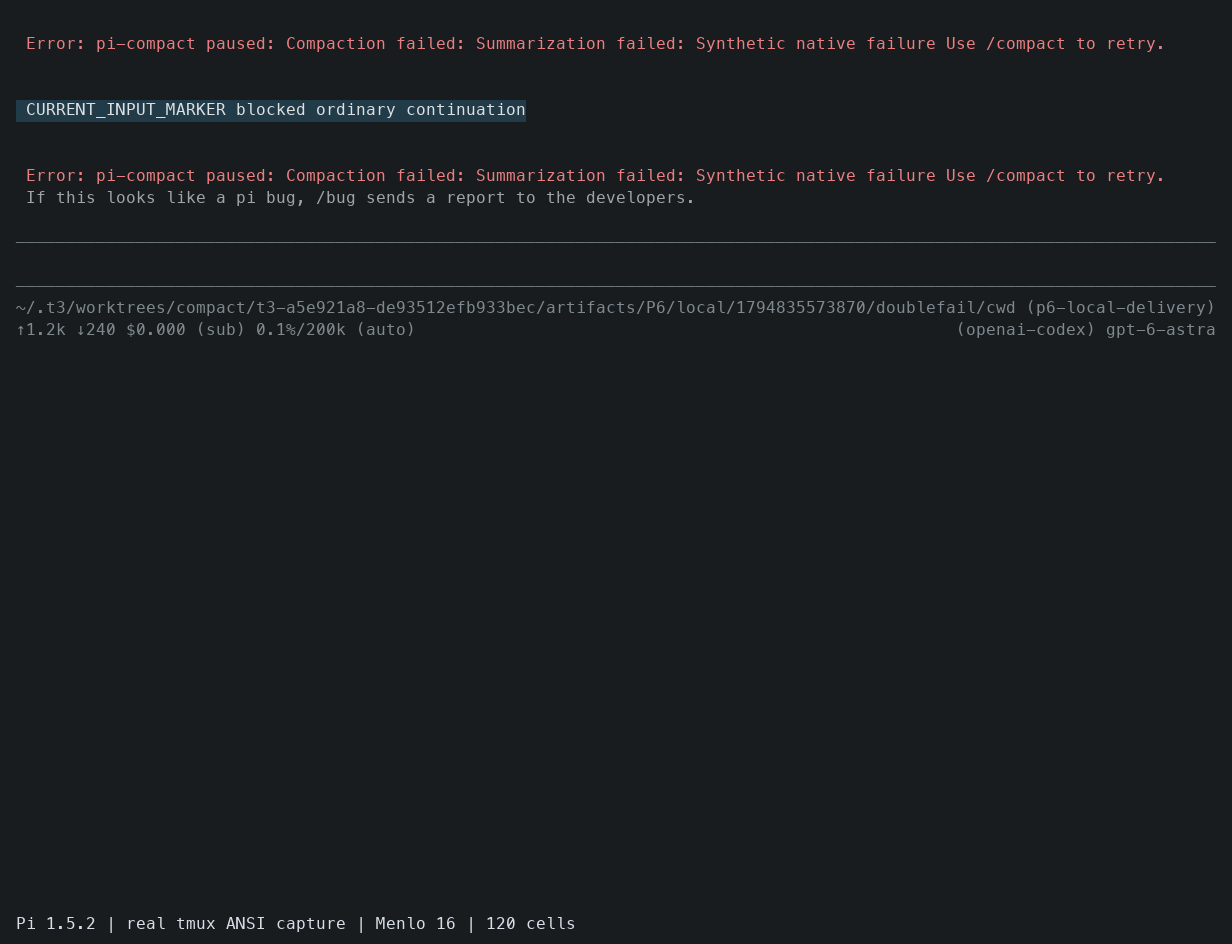 Error: pi-compact paused: Compaction failed: Summarization failed: Synthetic native failure Use /compact to retry.
CURRENT_INPUT_MARKER blocked ordinary continuation
Error: pi-compact paused: Compaction failed: Summarization failed: Synthetic native failure Use /compact to retry.
If this looks like a pi bug, /bug sends a report to the developers.
~/.t3/worktrees/compact/t3-a5e921a8-de93512efb933bec/artifacts/P6/local/1794835573870/doublefail/cwd (p6-local-delivery)
↑1.2k ↓240 $0.000 (sub) 0.1%/200k (auto) (openai-codex) gpt-6-astra
Pi 1.5.2 | real tmux ANSI capture | Menlo 16 | 120 cells